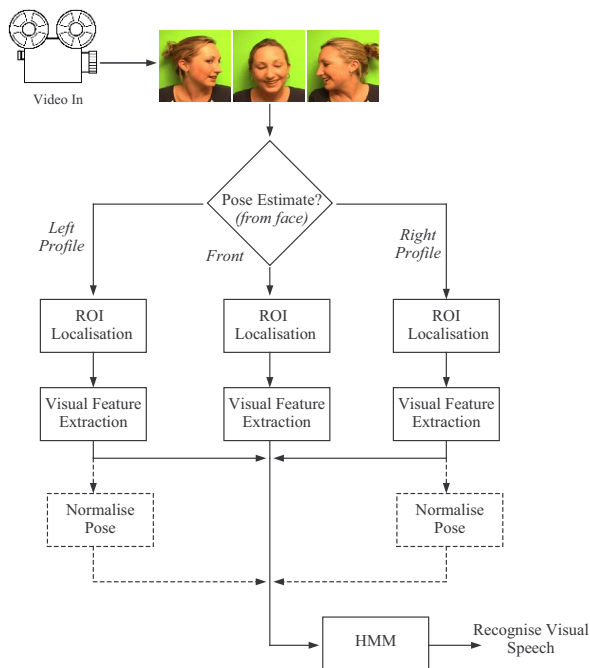 Video In
Pose Estimate?
(from face)
Left
Profile
Front
Right
Profile
ROI
Localisation
ROI
Localisation
ROI
Localisation
Visual Feature
Extraction
Visual Feature
Extraction
Visual Feature
Extraction
Normalise
Pose
Normalise
Pose
HMM
Recognise Visual
Speech